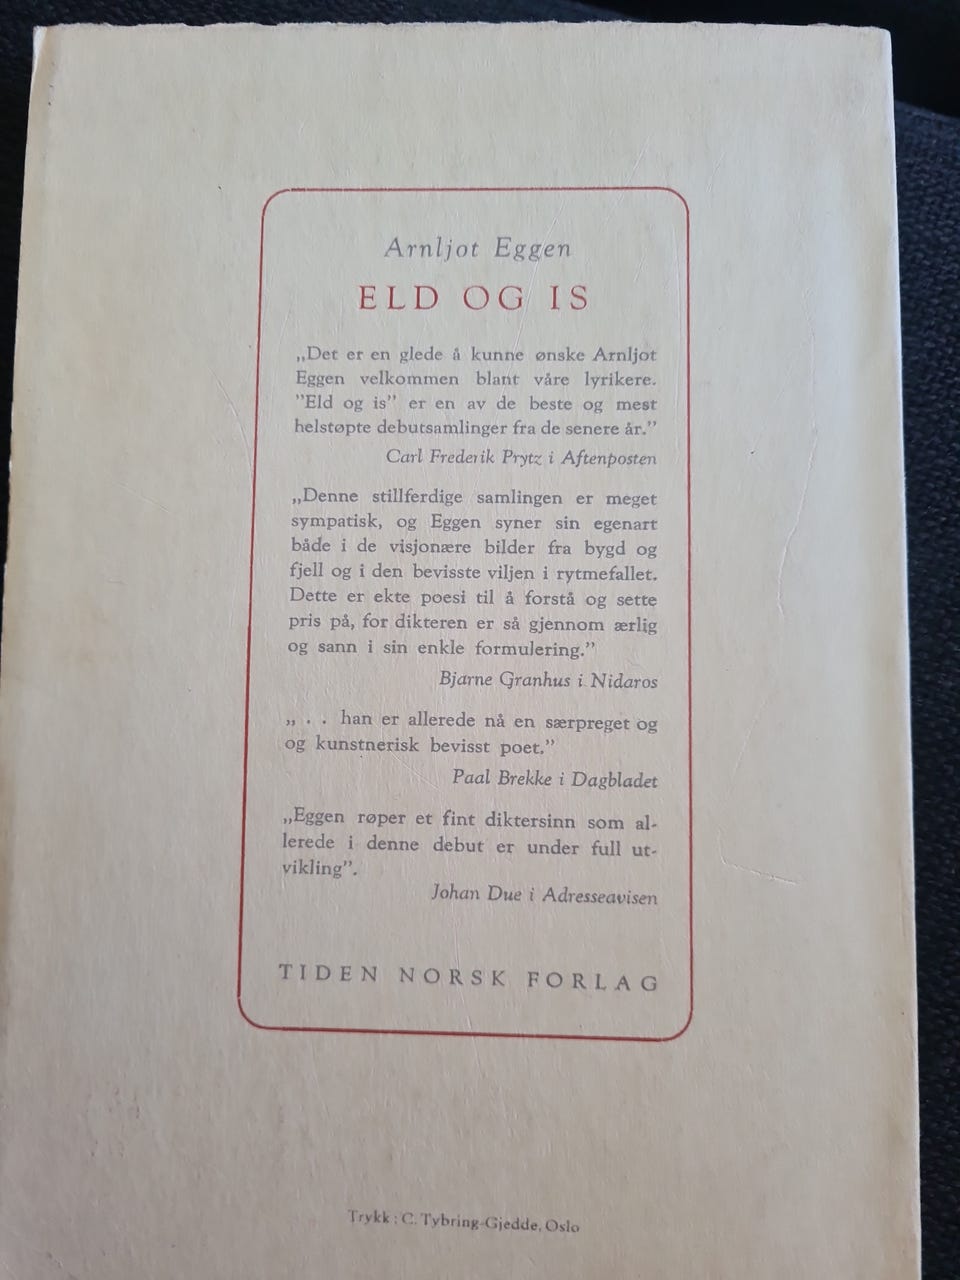 Arnljot Eggen
ELD OG IS
„Det er en glede å kunne ønske Arnljot
Eggen velkommen blant våre lyrikere.
”Eld og is” er en av de beste og mest
helstøpte debutsamlinger fra de senere år.”
Carl Frederik Prytz i Aftenposten
„Denne stillferdige samlingen er meget
sympatisk, og Eggen syner sin egenart
både i de visjonære bilder fra bygd og
fjell og i den bevisste viljen i rytmefallet.
Dette er ekte poesi til å forstå og sette
pris på, for dikteren er så gjennom ærlig
og sann i sin enkle formulering.”
Bjarne Granhus i Nidaros
„ . . han er allerede nå en særpreget og
og kunstnerisk bevisst poet.”
Paal Brekke i Dagbladet
„Eggen røper et fint diktersinn som al-
lerede i denne debut er under full ut-
vikling”.
Johan Due i Adresseavisen
TIDEN NORSK FORLAG
Trykk : C. Tybring-Gjedde, Oslo